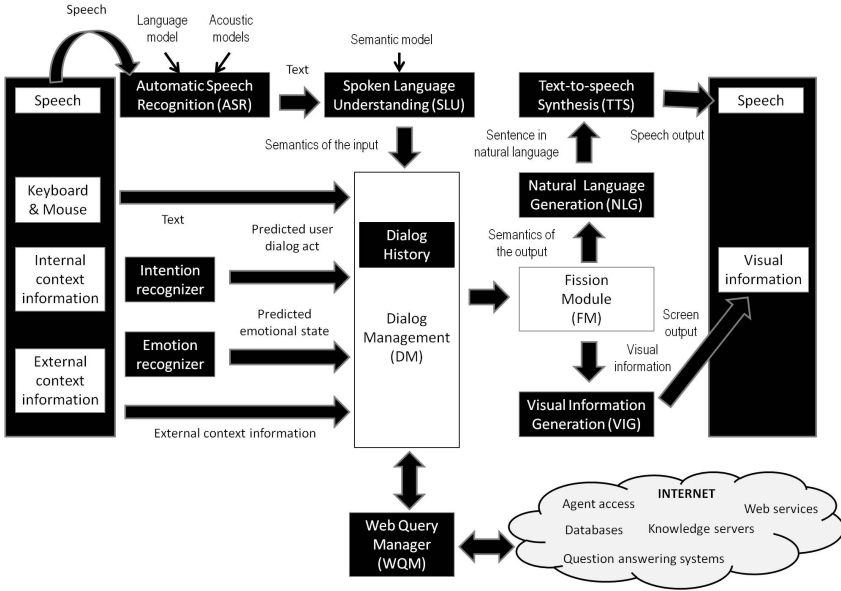 Speech
Language
model
Acoustic
models
Speech
Automatic Speech
Recognition (ASR)
Text
Semantic model
Spoken Language
Understanding (SLU)
Text-to-speech
Synthesis (TTS)
Speech
Semantics of the input
Sentence in
natural language
Speech output
Keyboard
& Mouse
Text
Natural Language
Generation (NLG)
Predicted user
dialog act
Dialog
History
Semantics of
the output
Internal
context
information
Intention
recognizer
Visual
information
Fission
Module
(FM)
Predicted
emotional state
Dialog
Management
(DM)
Screen
output
Visual
information
External
context
information
Emotion
recognizer
External context information
Visual Information
Generation (VIG)
Web Query
Manager
(WQM)
INTERNET
Agent access
Web services
Databases
Knowledge servers
Question answering systems